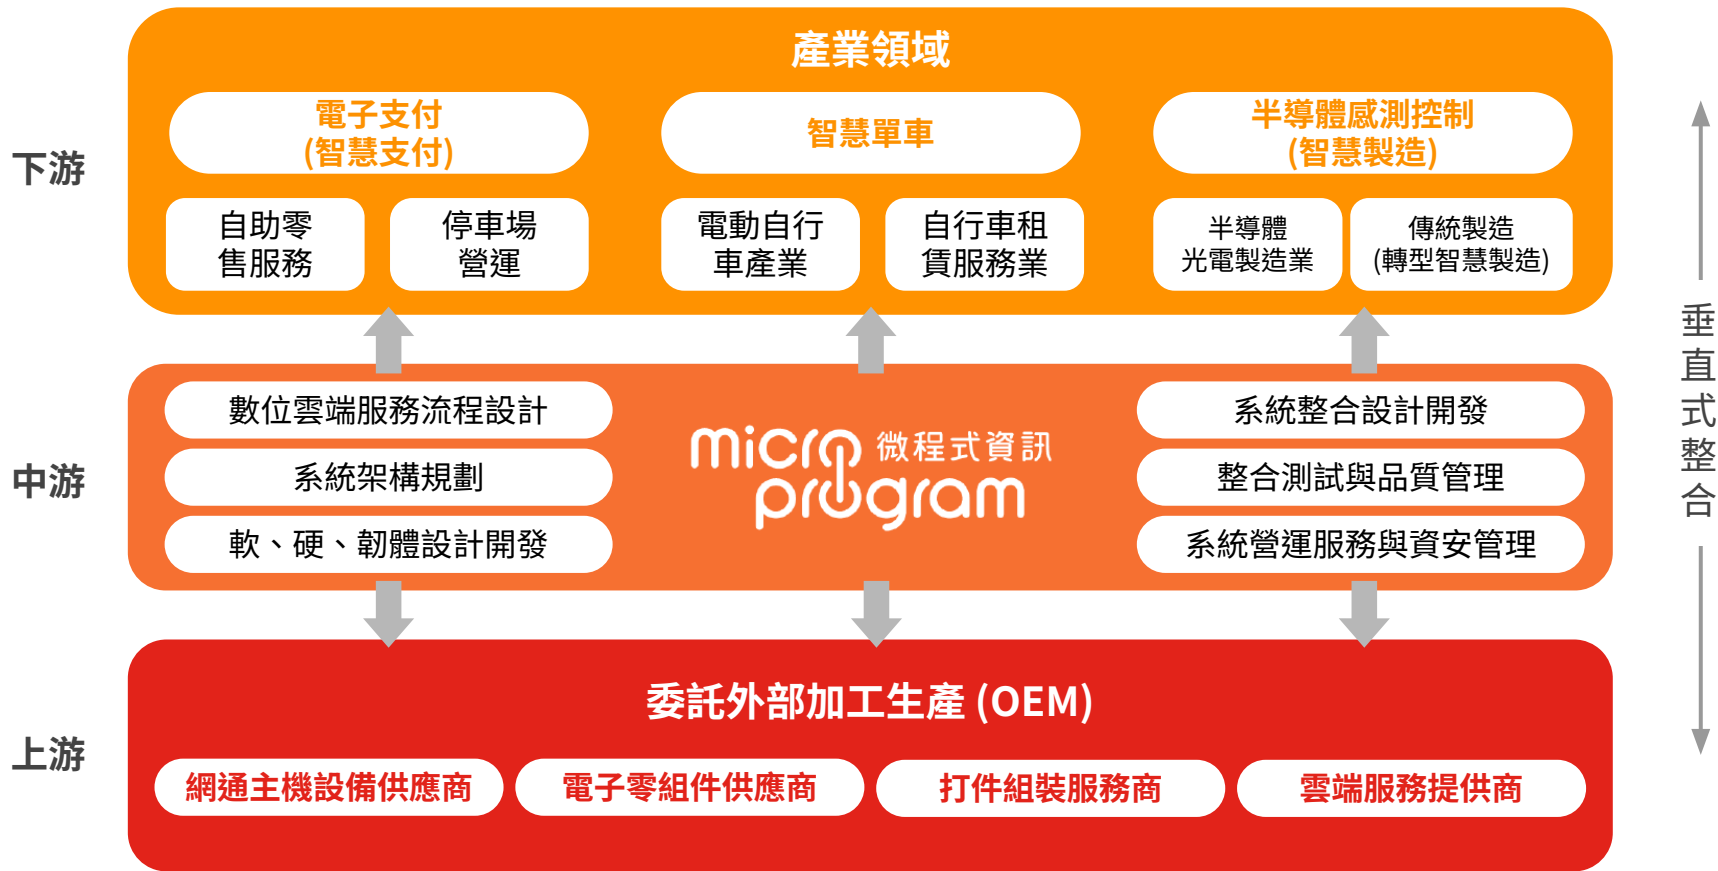 產業領域
下游
電子支付
(智慧支付)
智慧單車
半導體感測控制
(智慧製造)
自助零
售服務
停車場
營運
電動自行
車產業
自行車租
賃服務業
半導體
光電製造業
傳統製造
(轉型智慧製造)
垂直式整合
中游
數位雲端服務流程設計
系統架構規劃
軟、硬、韌體設計開發
micro 微程式資訊
program
系統整合設計開發
整合測試與品質管理
系統營運服務與資安管理
上游
委託外部加工生產 (OEM)
網通主機設備供應商
電子零組件供應商
打件組裝服務商
雲端服務提供商